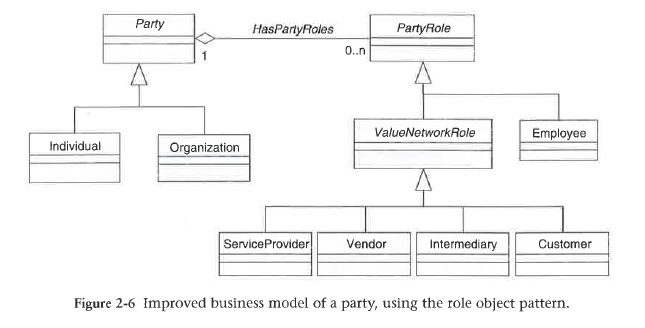 Party
HasPartyRoles
PartyRole
1
0..n
Individual
Organization
ValueNetworkRole
Employee
ServiceProvider
Vendor
Intermediary
Customer
Figure 2-6 Improved business model of a party, using the role object pattern.